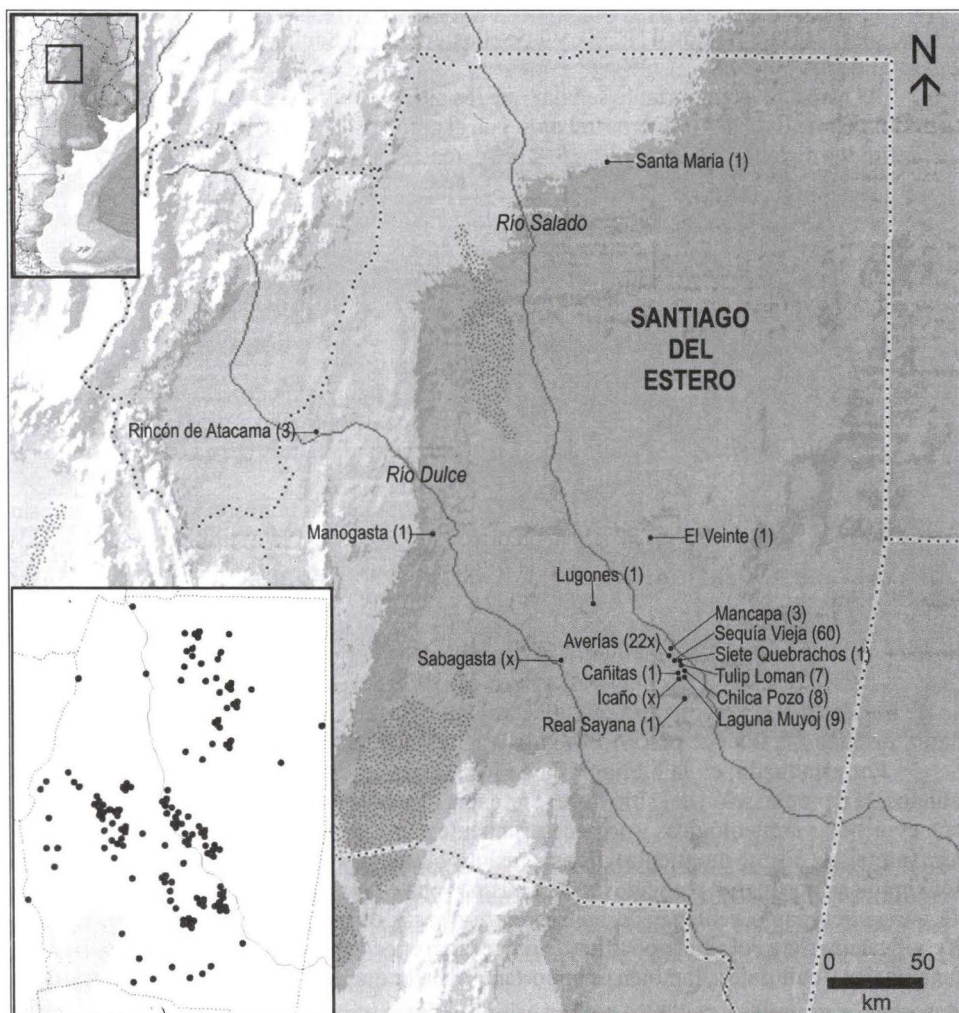 N
Santa Maria (1)
Río Salado
SANTIAGO
DEL
ESTERO
Rincón de Atacama (3)
Río Dulce
Manogasta (1)
El Veinte (1)
Lugones (1)
Mancapa (3)
Averías (22x)
Sequía Vieja (60)
Siete Quebrachos (1)
Sabagasta (x)
Cañitas (1)
Tulip Loman (7)
Icaño (x)
Chilca Pozo (8)
Real Sayana (1)
Laguna Muyoj (9)
0
50
km